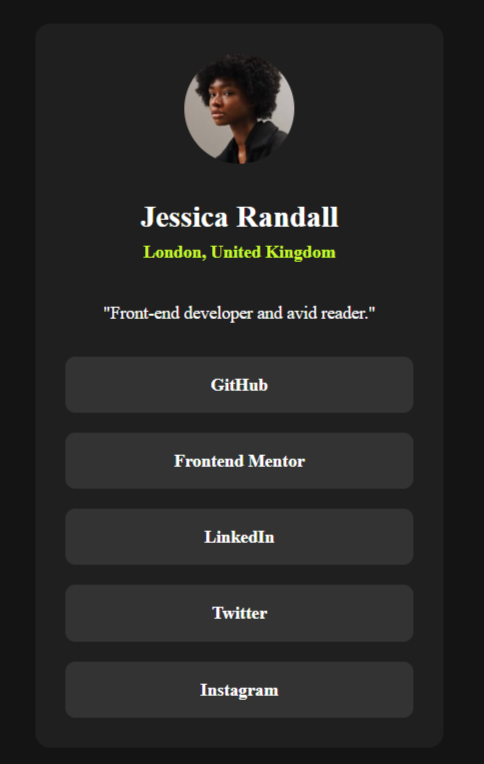 Jessica Randall
London, United Kingdom
"Front-end developer and avid reader."
GitHub
Frontend Mentor
LinkedIn
Twitter
Instagram